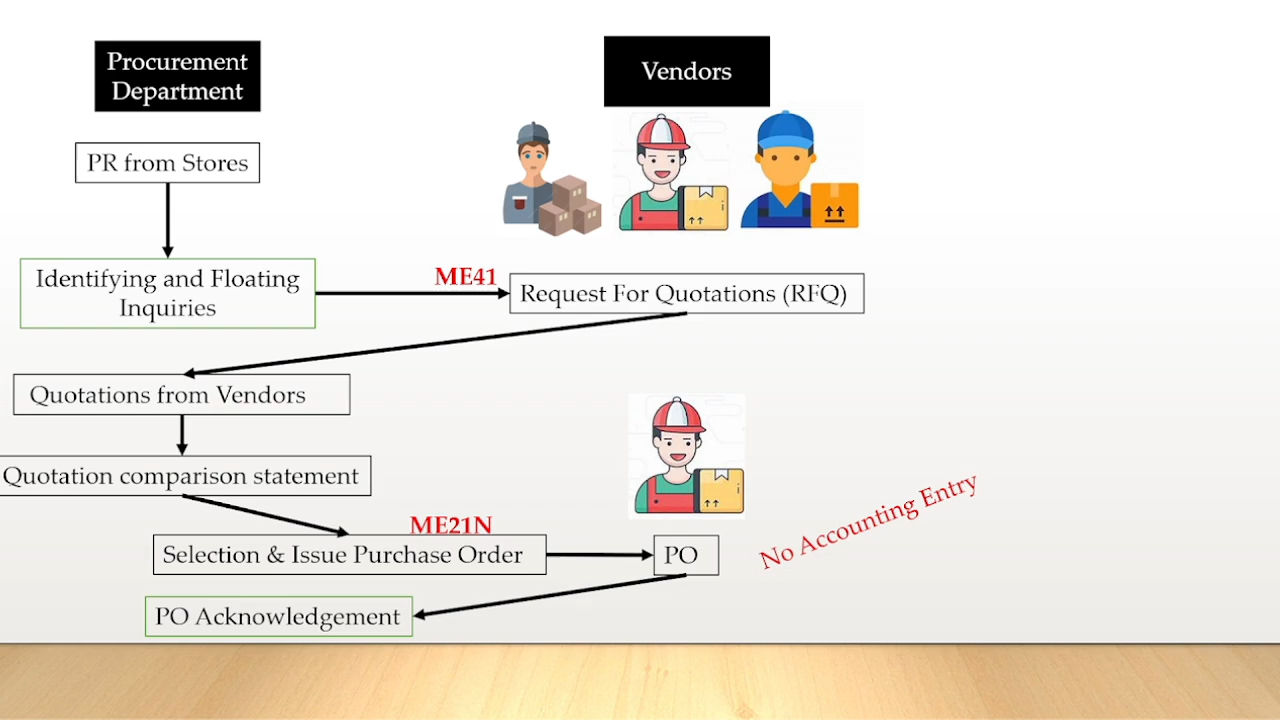 Procurement
Department
Vendors
PR from Stores
Identifying and Floating
Inquiries
ME41
Request For Quotations (RFQ)
Quotations from Vendors
Quotation comparison statement
ME21N
Selection & Issue Purchase Order
PO
No Accounting Entry
PO Acknowledgement